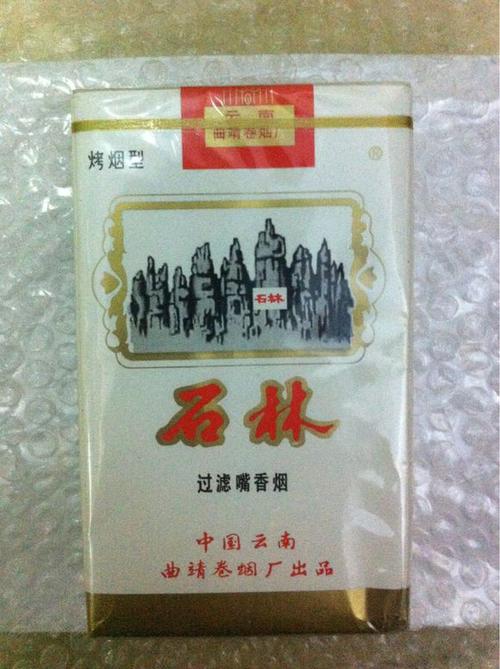 云南
曲靖卷烟厂
烤烟型
®
石林
石林
过滤嘴香烟
中国云南
曲靖卷烟厂出品